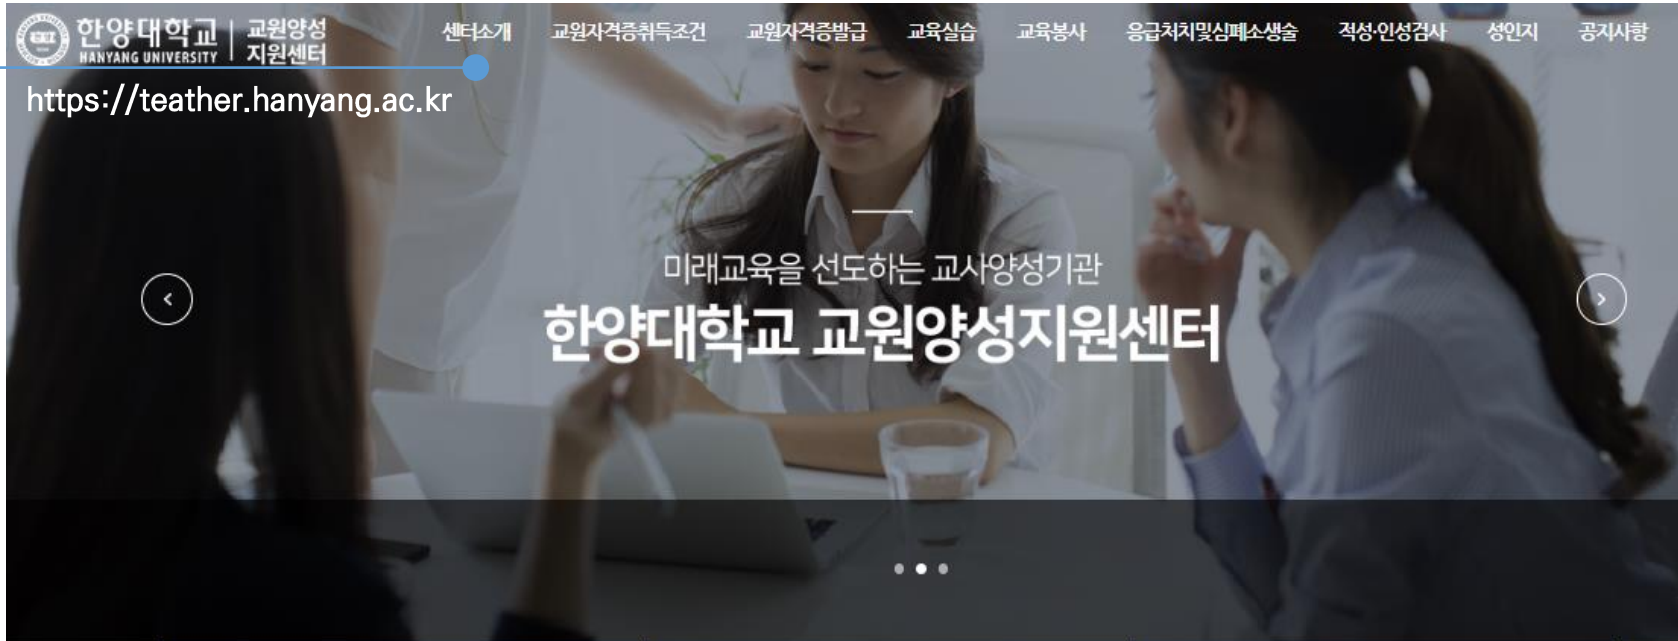 한양대학교
HANYANG UNIVERSITY
교원양성
지원센터
센터소개 교원자격증취득조건 교원자격증발급 교육실습 교육봉사 응급처치및심폐소생술 적성·인성검사 성인지 공지사항
https://teather.hanyang.ac.kr
미래교육을 선도하는 교사양성기관
한양대학교 교원양성지원센터